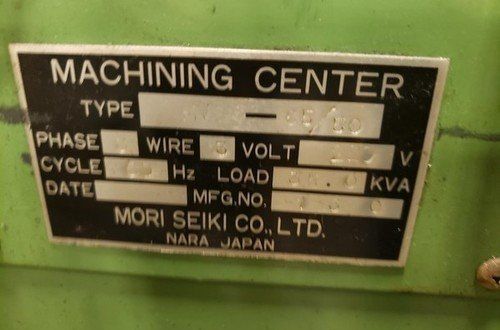 MACHINING CENTER
TYPE
PHASE WIRE VOLT V
CYCLE Hz LOAD KVA
DATE MFG.NO.
MORI SEIKI CO.,LTD.
NARA JAPAN